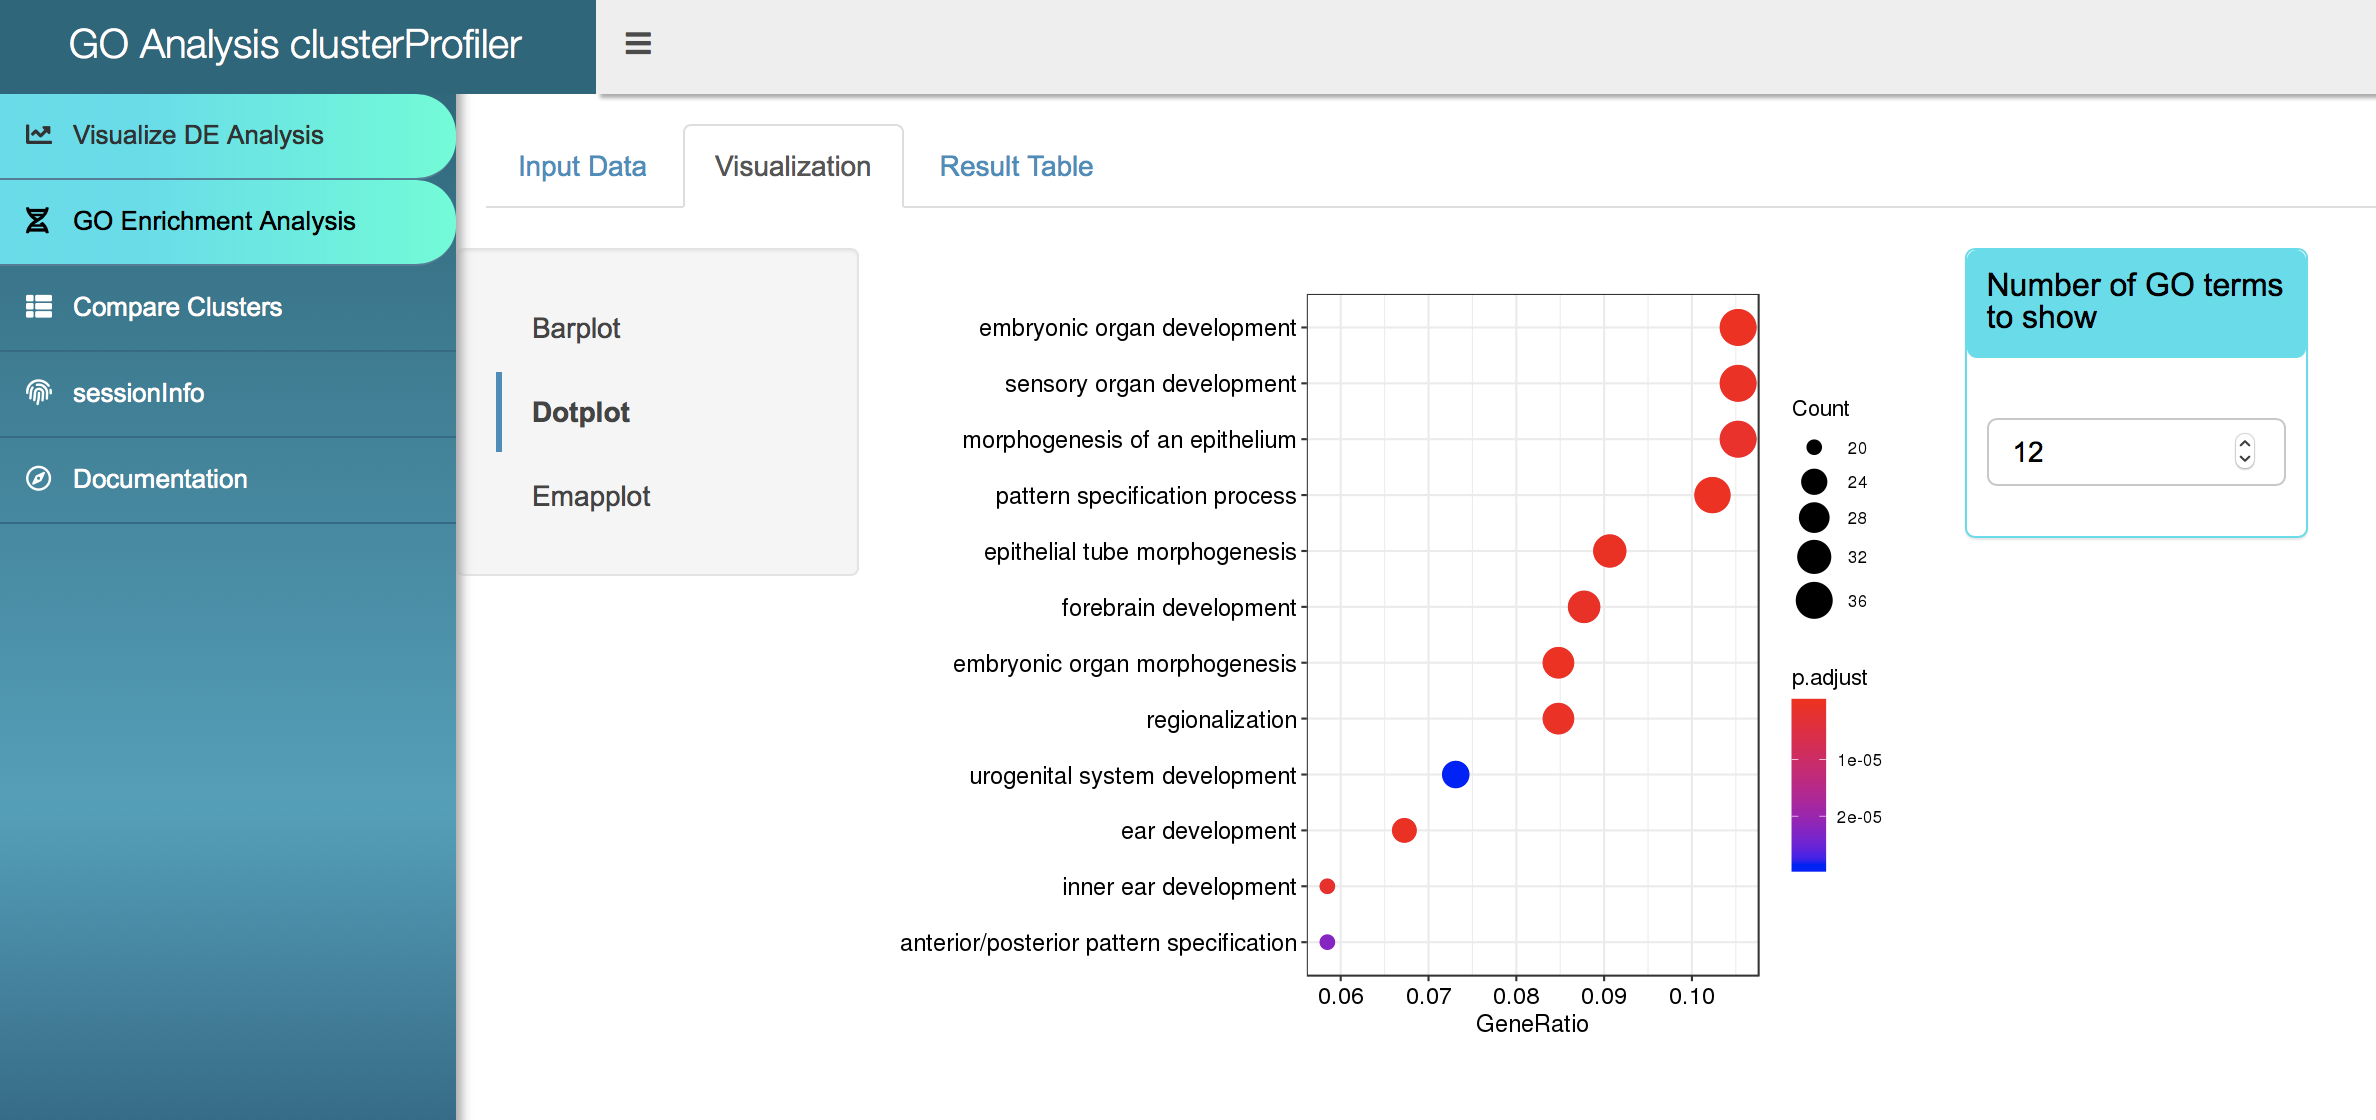 GO Analysis clusterProfiler
Visualize DE Analysis
GO Enrichment Analysis
Compare Clusters
sessionInfo
Documentation
Input Data
Visualization
Result Table
Barplot
Dotplot
Emapplot
embryonic organ development
sensory organ development
morphogenesis of an epithelium
pattern specification process
epithelial tube morphogenesis
forebrain development
embryonic organ morphogenesis
regionalization
urogenital system development
ear development
inner ear development
anterior/posterior pattern specification
0.06
0.07
0.08
0.09
0.10
GeneRatio
Count
20
24
28
32
36
p.adjust
1e-05
2e-05
Number of GO terms
to show
12